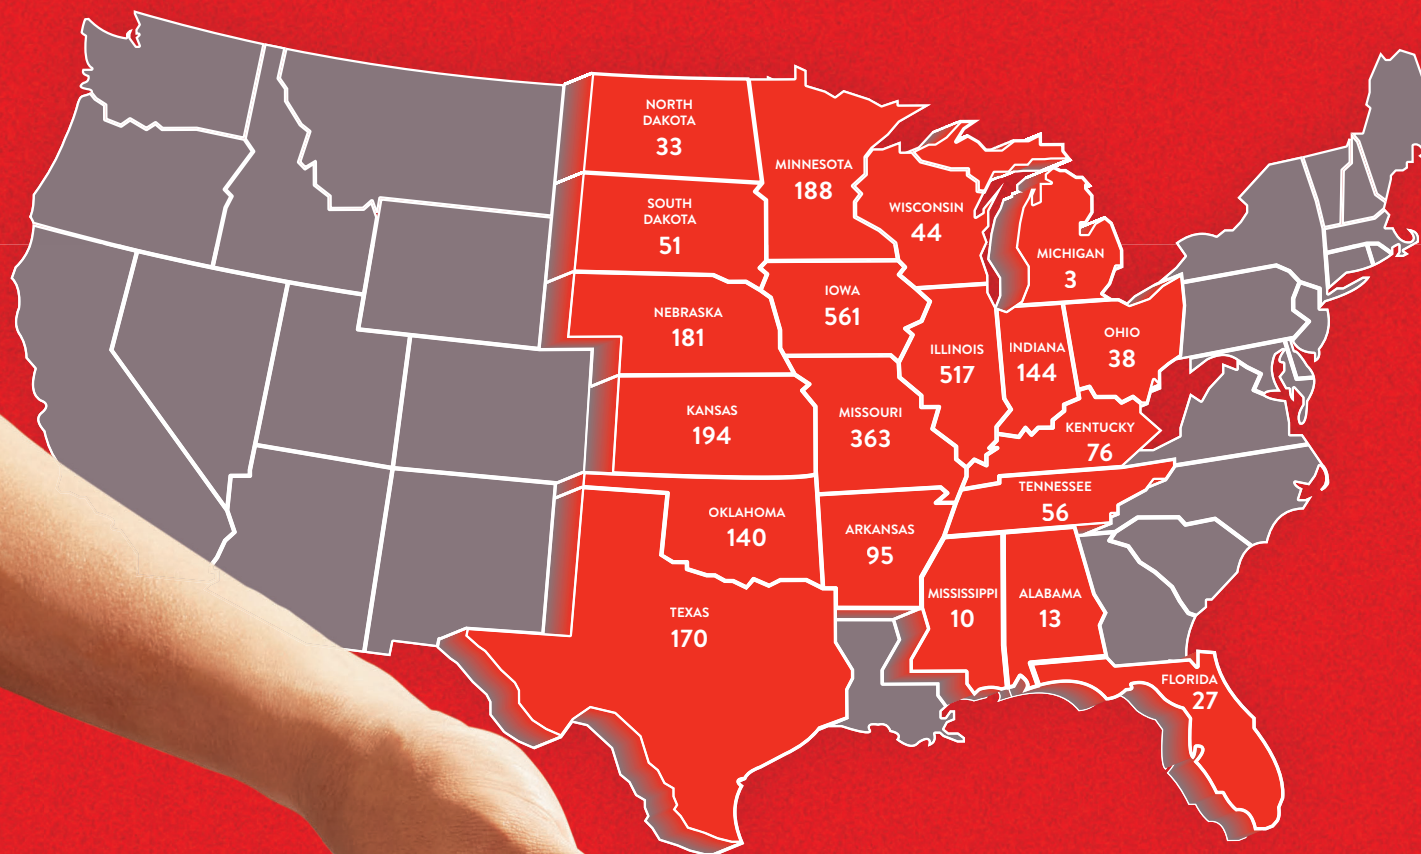 NORTH
DAKOTA
33
MINNESOTA
188
SOUTH
DAKOTA
51
WISCONSIN
44
MICHIGAN
3
NEBRASKA
181
IOWA
561
ILLINOIS
517
INDIANA
144
OHIO
38
KANSAS
194
MISSOURI
363
KENTUCKY
76
TENNESSEE
56
OKLAHOMA
140
ARKANSAS
95
MISSISSIPPI
10
ALABAMA
13
TEXAS
170
FLORIDA
27